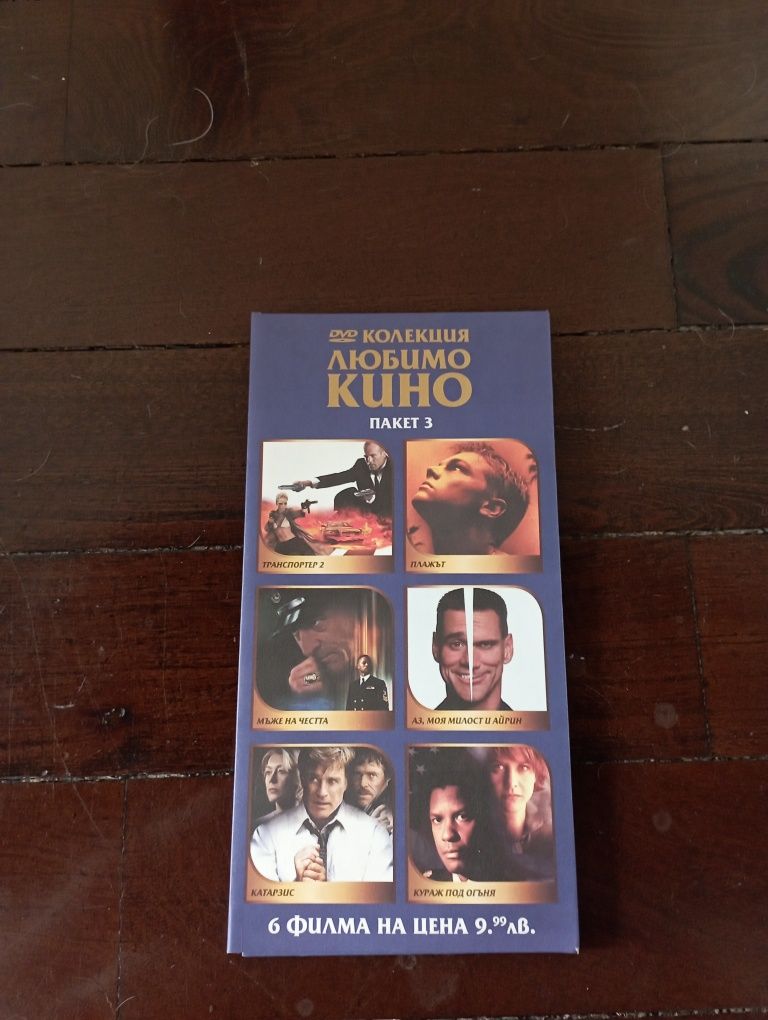 DVD КОЛЕКЦИЯ
ЛЮБИМО
КИНО
ПАКЕТ 3
ТРАНСПОРТЕР 2
ПЛАЖЪТ
МЪЖЕ НА ЧЕСТТА
АЗ, МОЯ МИЛОСТ И АЙРИН
КАТАРЗИС
КУРАЖ ПОД ОГЪНЯ
6 ФИЛМА НА ЦЕНА 9.99ЛВ.